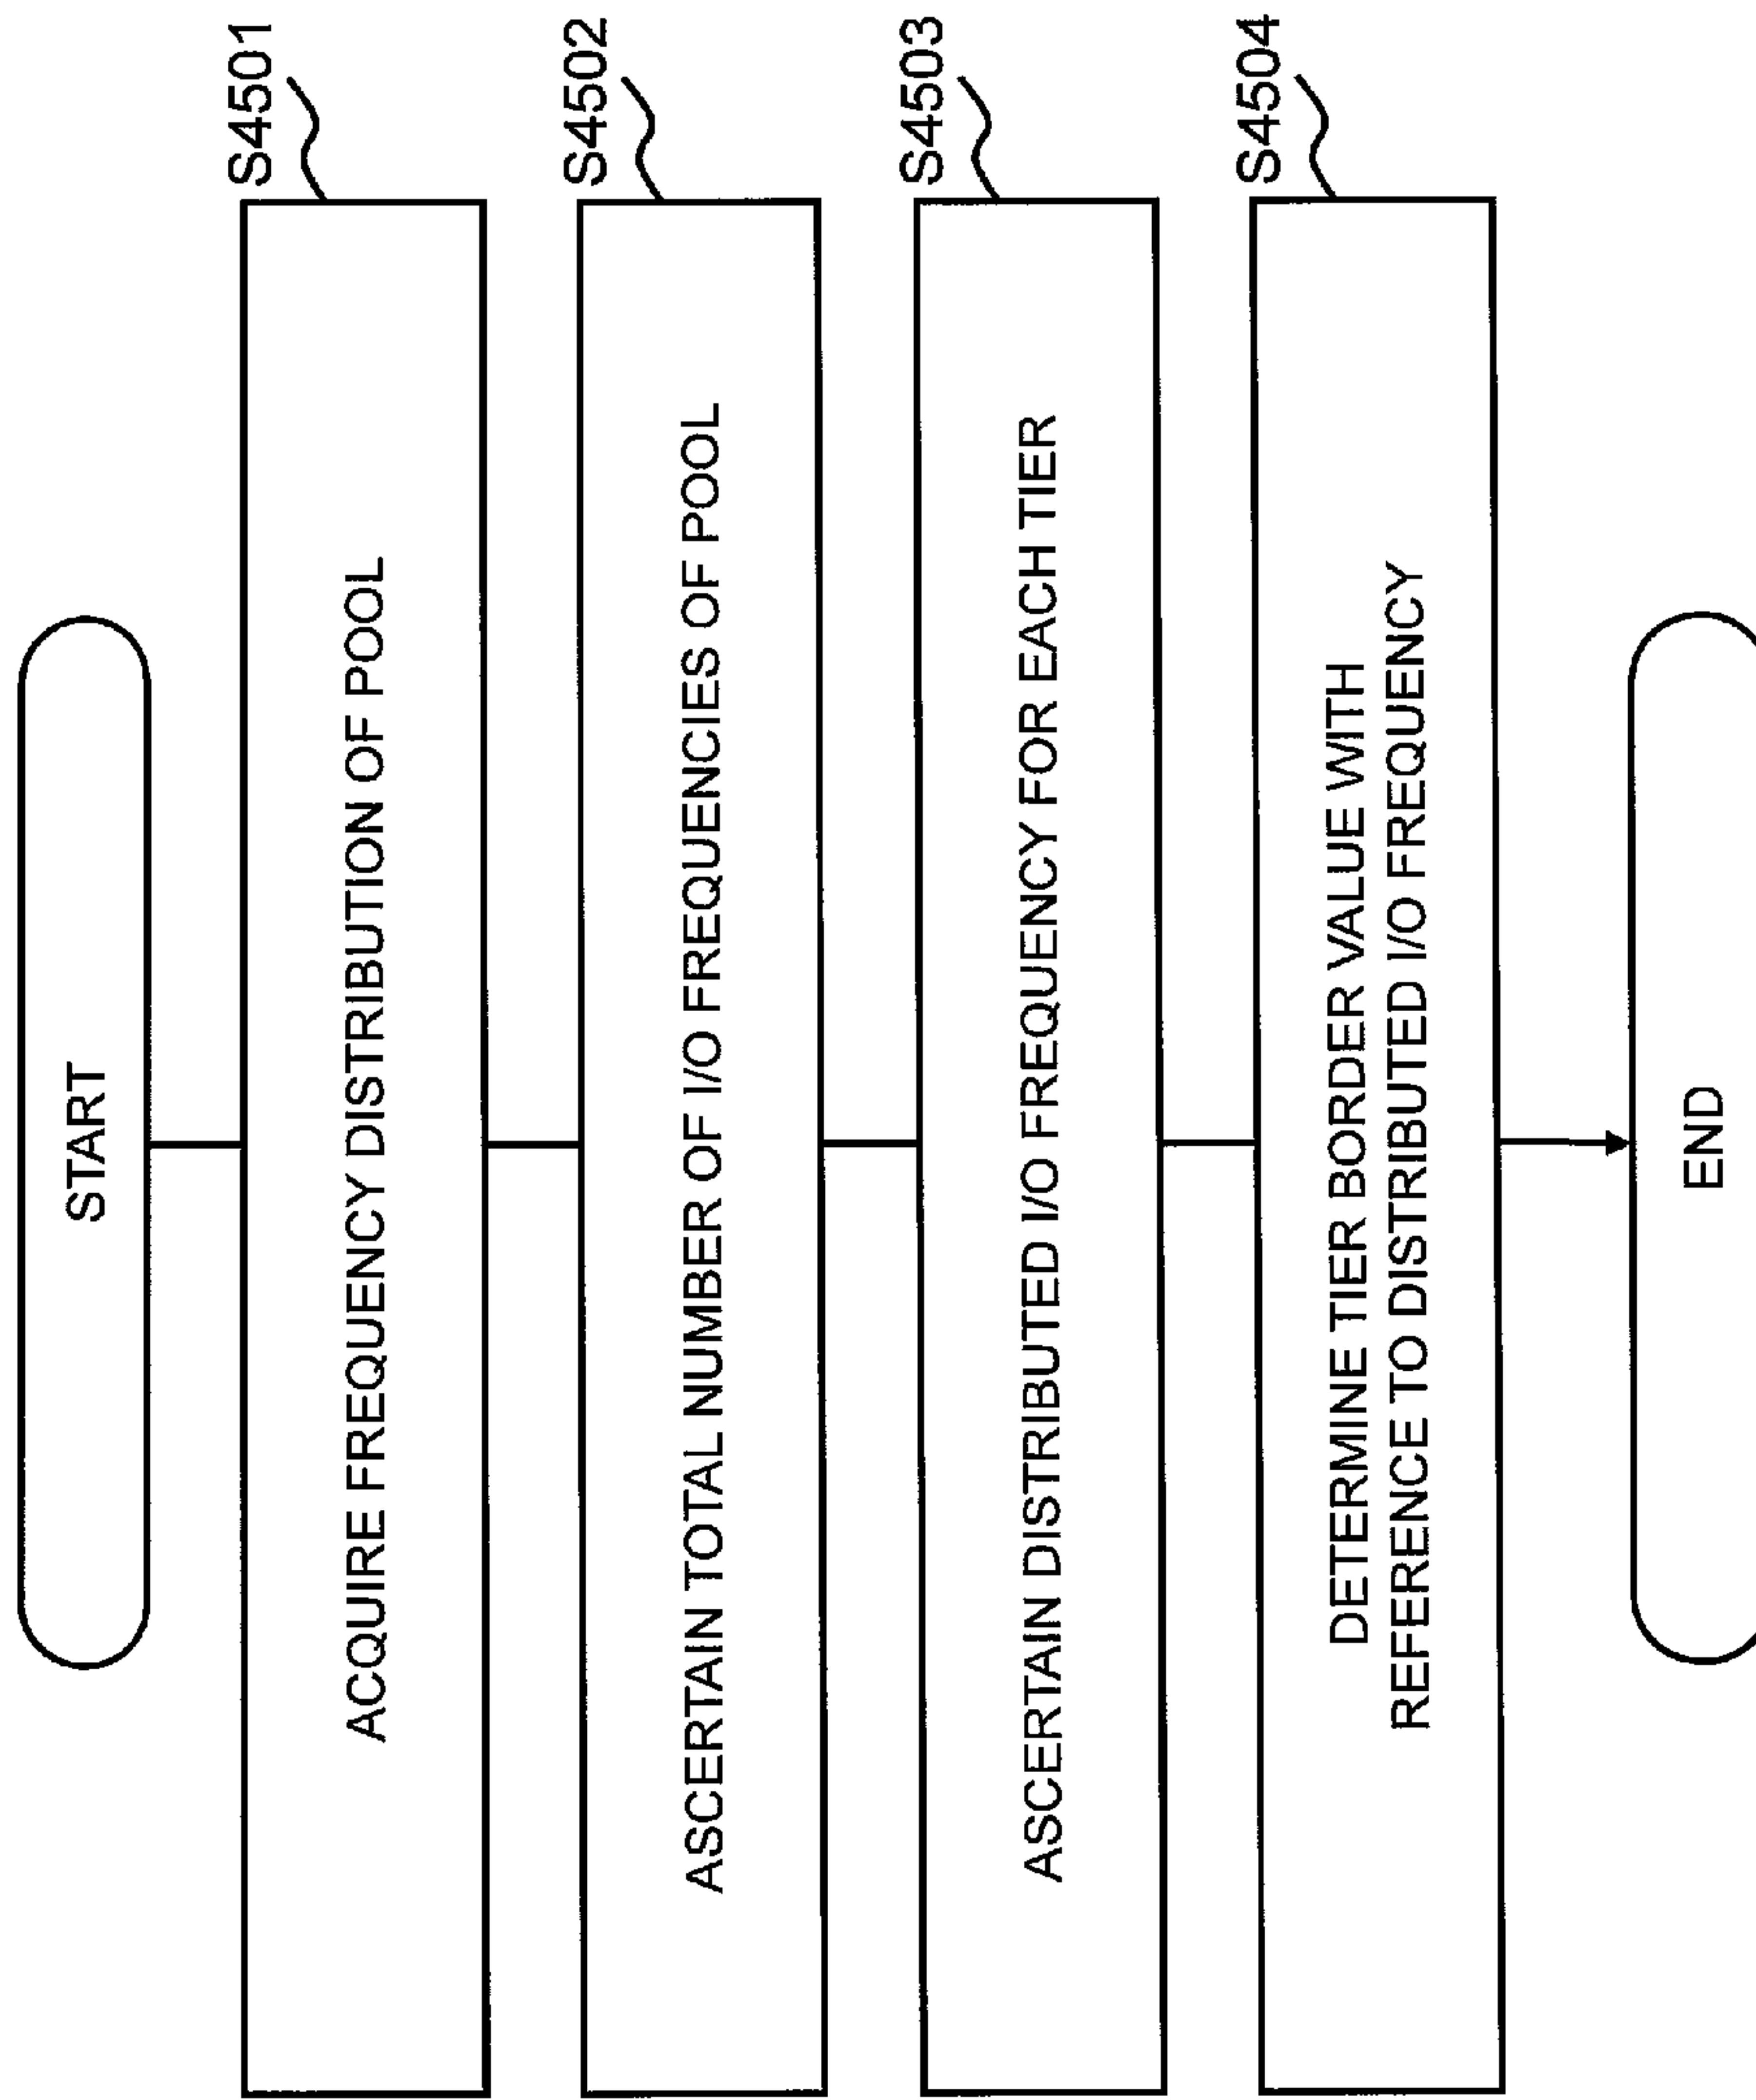 START
S4501
ACQUIRE FREQUENCY DISTRIBUTION OF POOL
S4502
ASCERTAIN TOTAL NUMBER OF I/O FREQUENCIES OF POOL
S4503
ASCERTAIN DISTRIBUTED I/O FREQUENCY FOR EACH TIER
S4504
DETERMINE TIER BORDER VALUE WITH
REFERENCE TO DISTRIBUTED I/O FREQUENCY
END